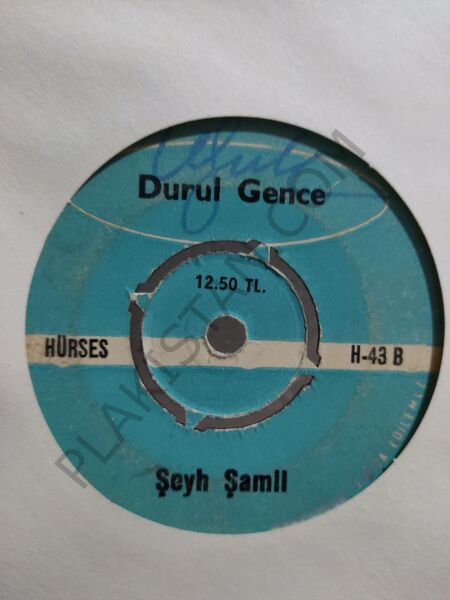 Durul Gence
12.50 TL.
HÜRSES
H-43 B
Şeyh Şamil
PLAKISTAN.COM